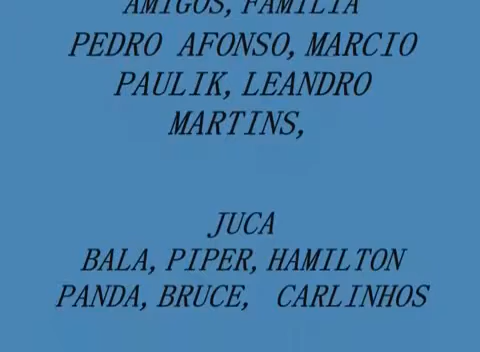 AMIGOS, FAMILIA
PEDRO AFONSO, MARCIO
PAULIK, LEANDRO
MARTINS,
JUCA
BALA, PIPER, HAMILTON
PANDA, BRUCE, CARLINHOS